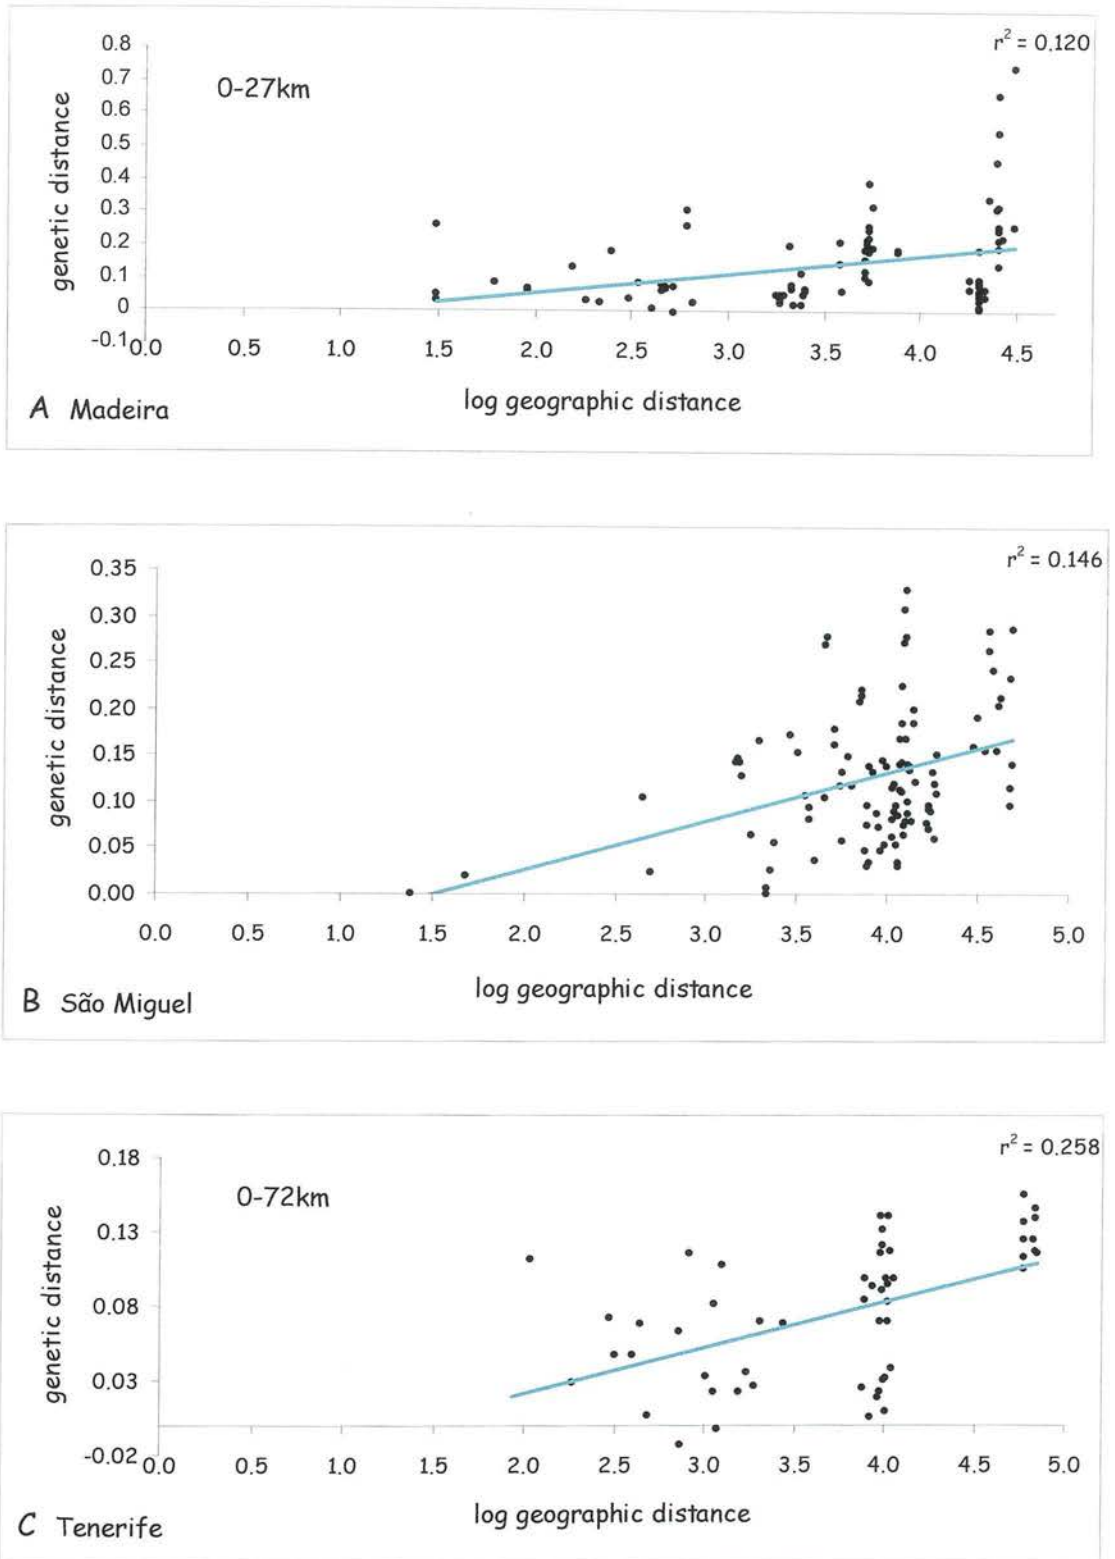 r² = 0.120
0-27km
genetic distance
0.8
0.7
0.6
0.5
0.4
0.3
0.2
0.1
0
-0.1
0.0 0.5 1.0 1.5 2.0 2.5 3.0 3.5 4.0 4.5
log geographic distance
A Madeira
r² = 0.146
genetic distance
0.35
0.30
0.25
0.20
0.15
0.10
0.05
0.00
0.0 0.5 1.0 1.5 2.0 2.5 3.0 3.5 4.0 4.5 5.0
log geographic distance
B São Miguel
r² = 0.258
0-72km
genetic distance
0.18
0.13
0.08
0.03
-0.02
0.0 0.5 1.0 1.5 2.0 2.5 3.0 3.5 4.0 4.5 5.0
log geographic distance
C Tenerife